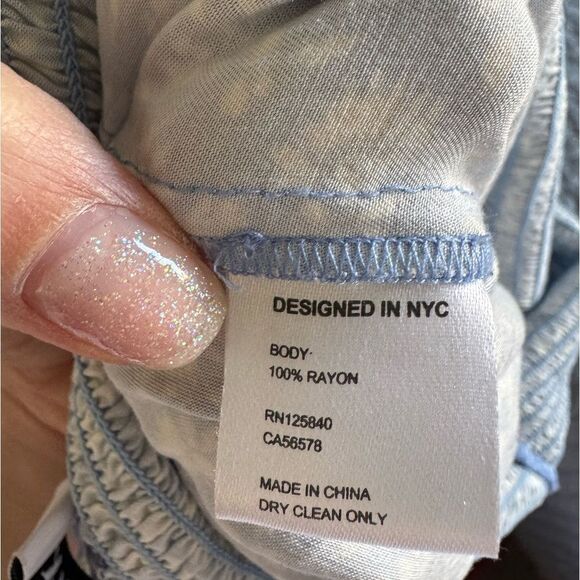 DESIGNED IN NYC
BODY-
100% RAYON
RN125840
CA56578
MADE IN CHINA
DRY CLEAN ONLY